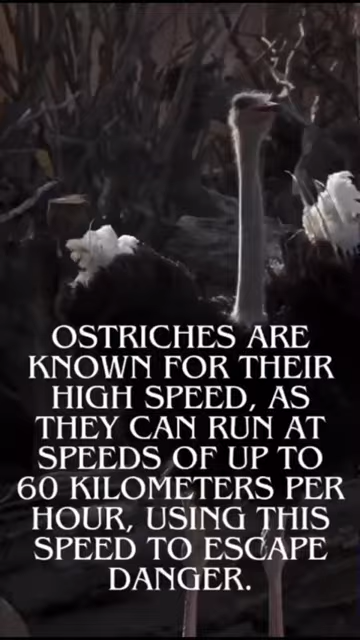 OSTRICHES ARE
KNOWN FOR THEIR
HIGH SPEED, AS
THEY CAN RUN AT
SPEEDS OF UP TO
60 KILOMETERS PER
HOUR, USING THIS
SPEED TO ESCAPE
DANGER.